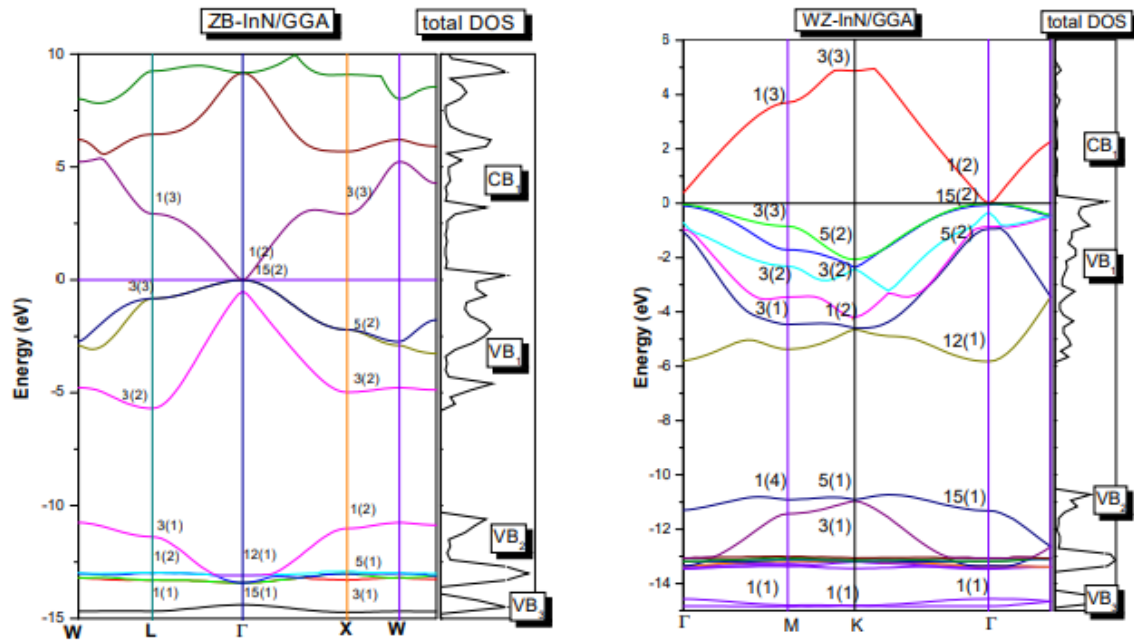 ZB-InN/GGA
total DOS
10
5
0
-5
-10
-15
Energy (eV)
1(3)
3(3)
1(2)
15(2)
3(3)
5(2)
3(2)
3(2)
3(1)
1(2)
1(2)
12(1)
5(1)
1(1)
15(1)
3(1)
CB1
VB1
VB2
W
L
Γ
X
W
WZ-InN/GGA
total DOS
6
4
2
0
-2
-4
-6
-8
-10
-12
-14
Energy (eV)
3(3)
1(3)
1(2)
15(2)
3(3)
5(2)
5(2)
3(2)
3(2)
3(1)
1(2)
12(1)
1(4)
5(1)
15(1)
3(1)
1(1)
1(1)
1(1)
CB1
VB1
Γ
M
K
Γ